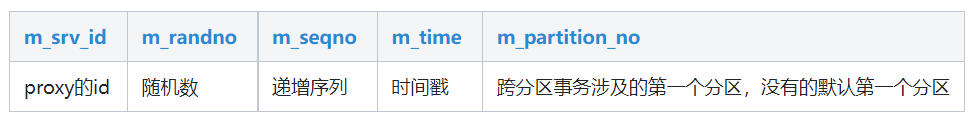 m_srv_id m_randno m_seqno m_time m_partition_no
proxy的id 随机数 递增序列 时间戳 跨分区事务涉及的第一个分区，没有的默认第一个分区